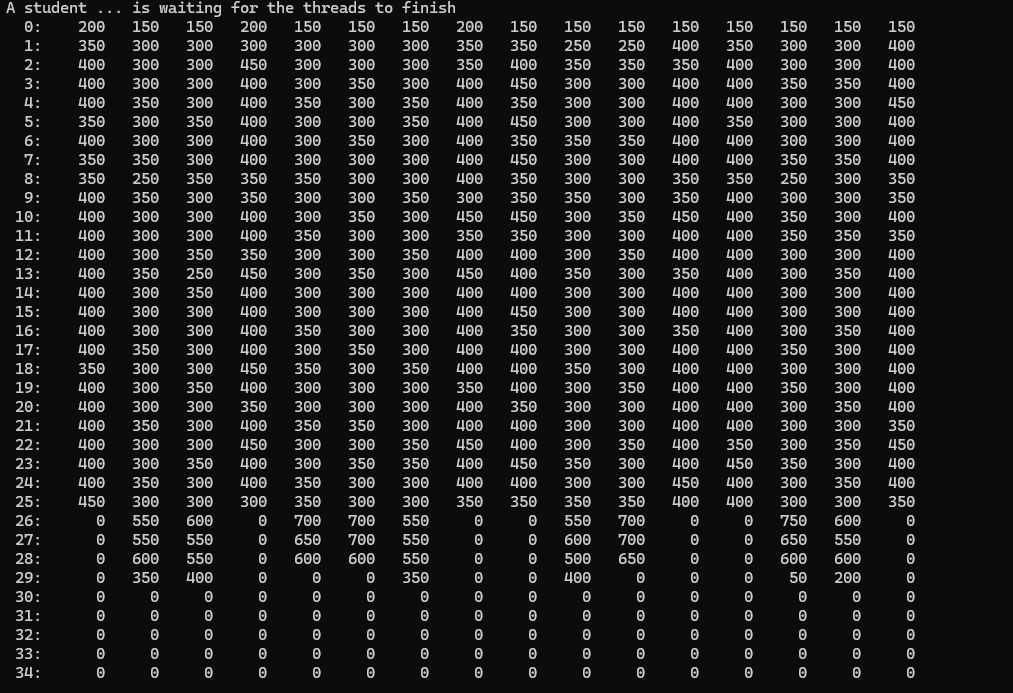 A student ... is waiting for the threads to finish
0: 200 150 150 200 150 150 150 200 150 150 150 150 150 150 150 150
1: 350 300 300 300 300 300 300 350 350 250 250 400 350 300 300 400
2: 400 300 300 450 300 300 300 350 400 350 350 350 400 300 300 400
3: 400 300 300 400 300 350 300 400 450 300 300 400 400 350 350 400
4: 400 350 300 400 350 300 350 400 350 300 300 400 400 300 300 450
5: 350 300 350 400 300 300 350 400 450 300 300 400 350 300 300 400
6: 400 300 300 400 300 350 300 400 350 350 350 400 400 300 300 400
7: 350 350 300 400 300 300 300 400 450 300 300 400 400 350 350 400
8: 350 250 350 350 350 300 300 400 350 300 300 350 350 250 300 350
9: 400 350 300 350 300 300 350 300 350 350 300 350 400 300 300 350
10: 400 300 300 400 300 350 300 450 450 300 350 450 400 350 300 400
11: 400 300 300 400 350 300 300 350 350 300 300 400 400 350 350 350
12: 400 300 350 350 300 300 350 400 400 300 350 400 400 300 300 400
13: 400 350 250 450 300 350 300 450 400 350 300 350 400 300 350 400
14: 400 300 350 400 300 300 300 400 400 300 300 400 400 300 300 400
15: 400 300 300 400 300 300 300 400 450 300 300 400 400 300 300 400
16: 400 300 300 400 350 350 300 400 350 300 300 350 400 300 350 400
17: 400 350 300 400 300 350 300 400 400 300 300 400 400 350 300 400
18: 350 300 300 450 350 300 350 400 400 350 300 400 400 300 300 400
19: 400 300 350 400 300 300 300 350 400 300 350 400 400 350 300 400
20: 400 300 300 350 300 300 300 400 350 300 300 400 400 300 350 400
21: 400 350 300 400 350 350 300 400 400 300 300 400 400 300 300 350
22: 400 300 300 450 300 300 350 450 400 300 350 400 350 300 350 450
23: 400 300 350 400 300 350 350 400 450 350 300 400 450 350 300 400
24: 400 350 300 400 350 300 300 400 400 300 300 450 400 300 350 400
25: 450 300 300 300 350 300 300 350 350 350 350 400 400 300 300 350
26: 0 550 600 0 700 700 550 0 0 550 700 0 0 750 600 0
27: 0 550 550 0 650 700 550 0 0 600 700 0 0 650 550 0
28: 0 600 550 0 600 600 550 0 0 500 650 0 0 600 600 0
29: 0 350 400 0 0 0 350 0 0 400 0 0 0 50 200 0
30: 0 0 0 0 0 0 0 0 0 0 0 0 0 0 0 0
31: 0 0 0 0 0 0 0 0 0 0 0 0 0 0 0 0
32: 0 0 0 0 0 0 0 0 0 0 0 0 0 0 0 0
33: 0 0 0 0 0 0 0 0 0 0 0 0 0 0 0 0
34: 0 0 0 0 0 0 0 0 0 0 0 0 0 0 0 0